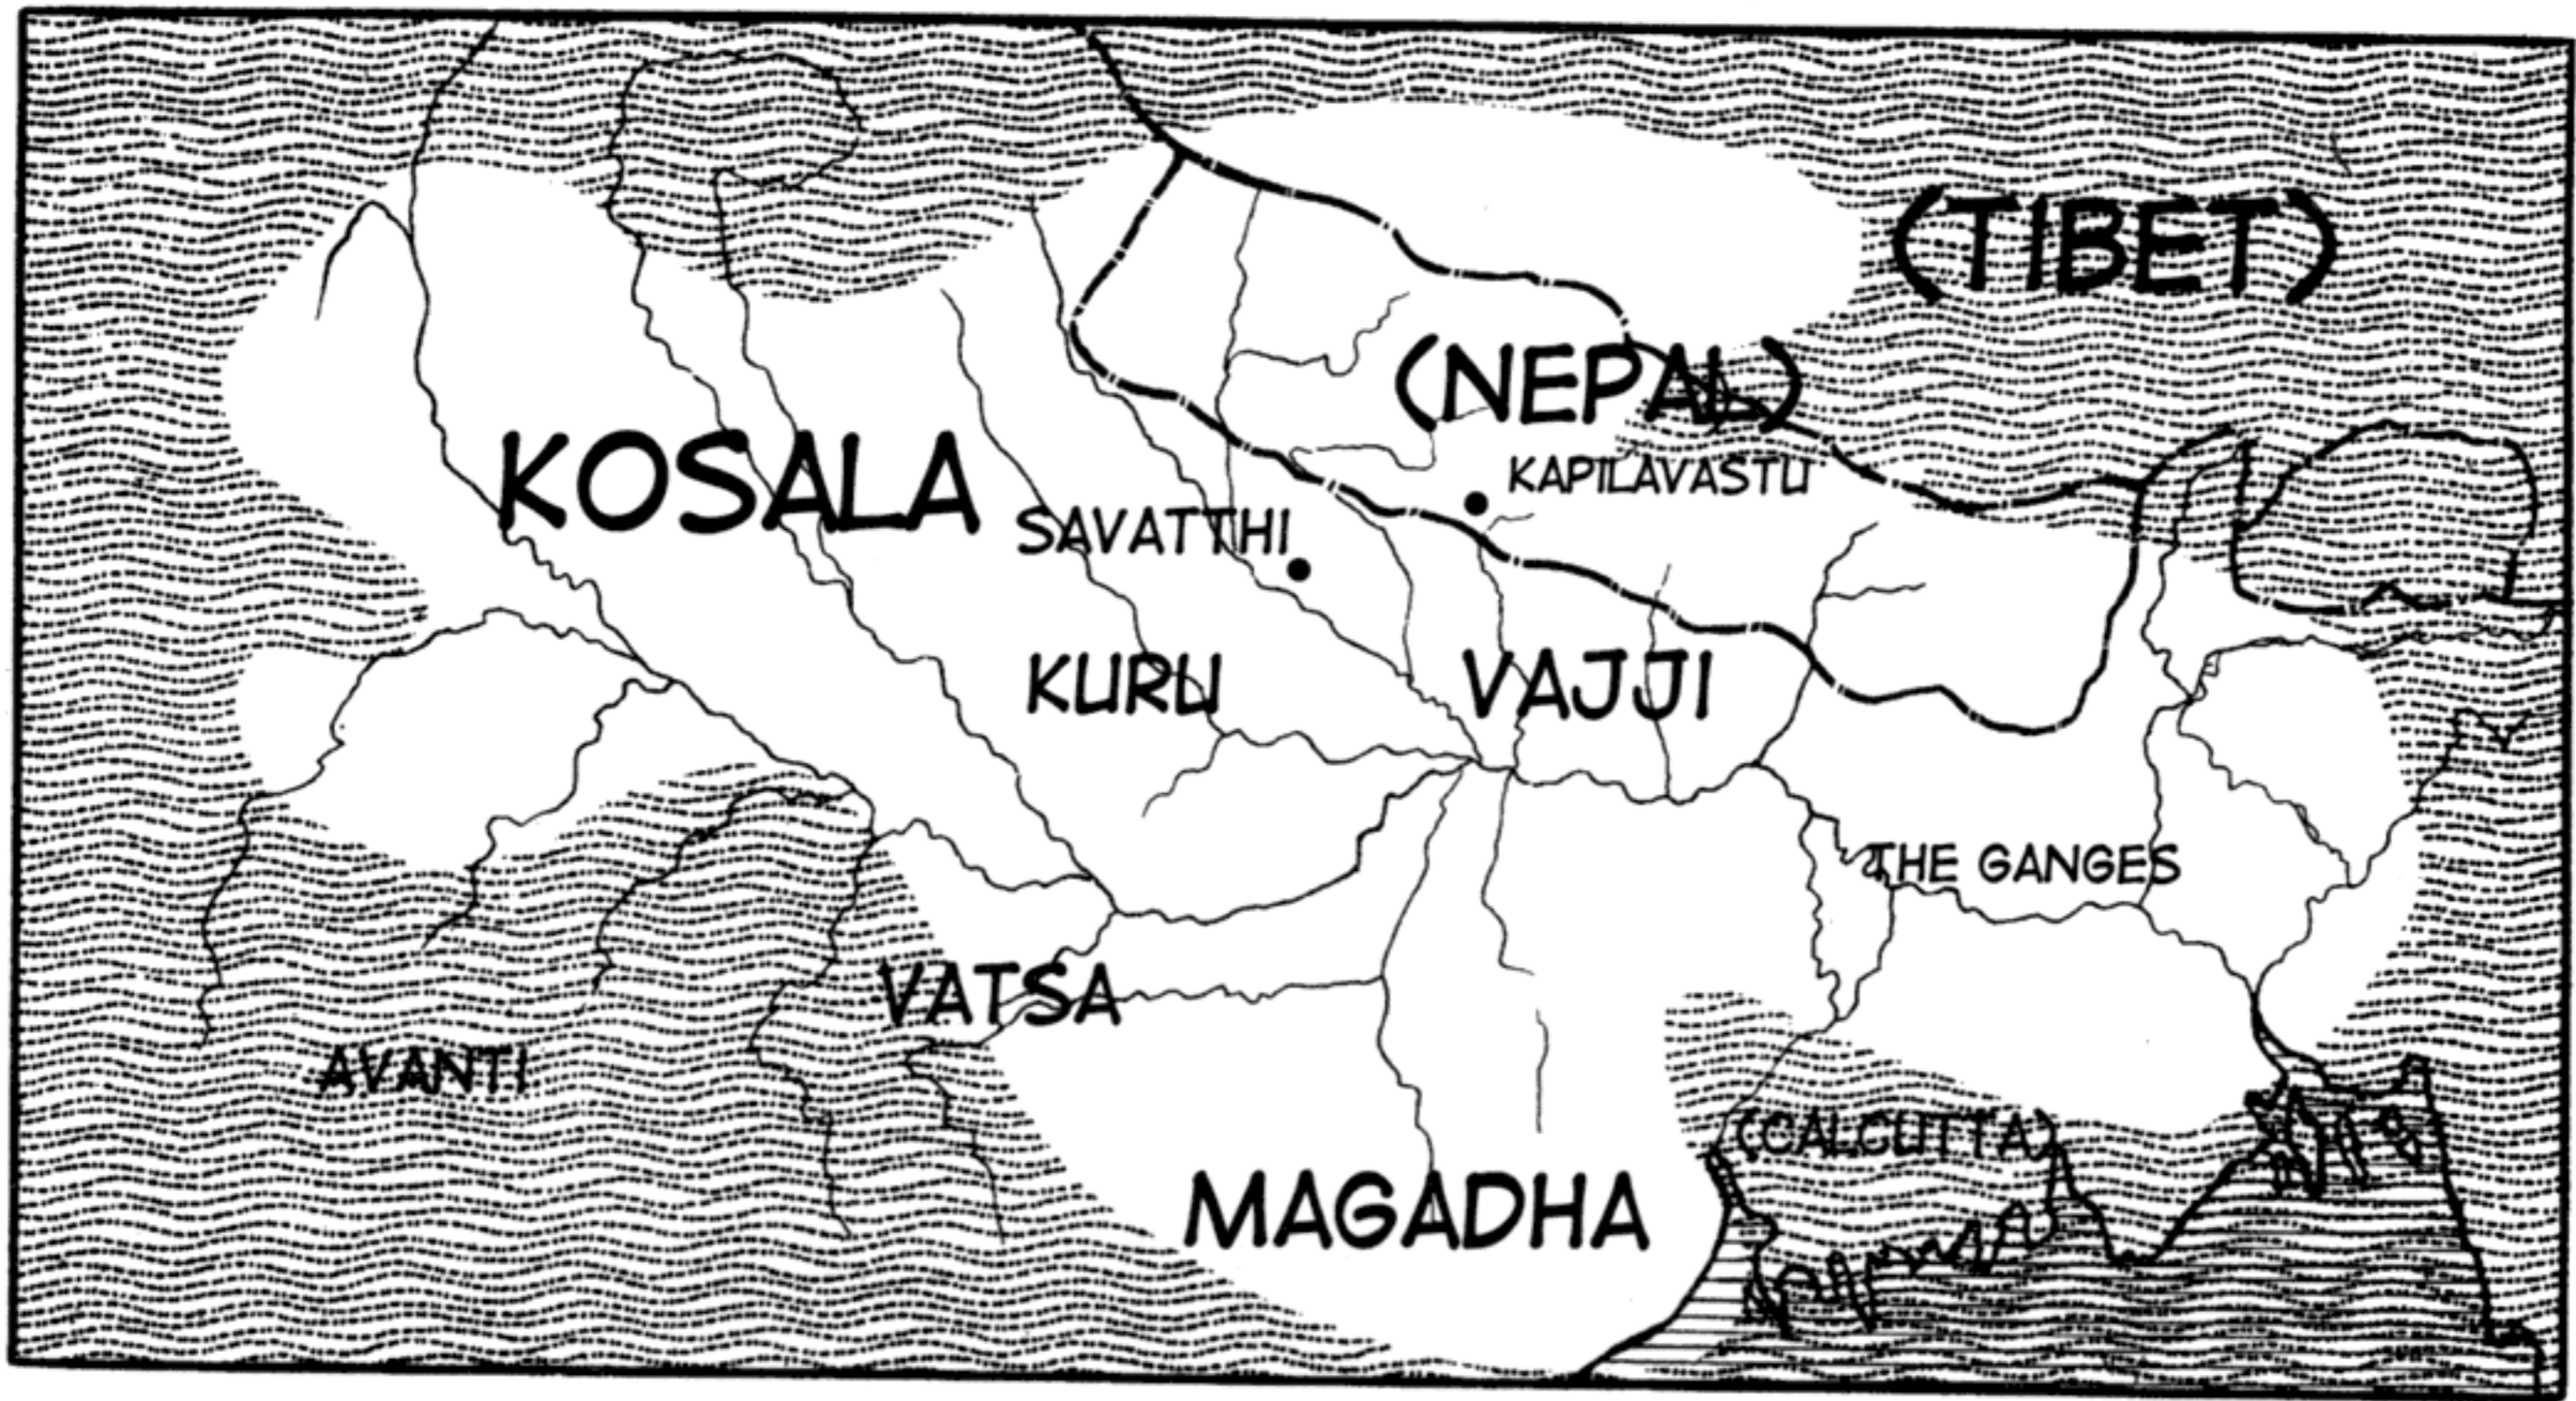 (TIBET)
(NEPAL)
KOSALA
KAPILAVASTU
SAVATTHI
KURU
VAJJI
THE GANGES
VATSA
AVANTI
(CALCUTTA)
MAGADHA